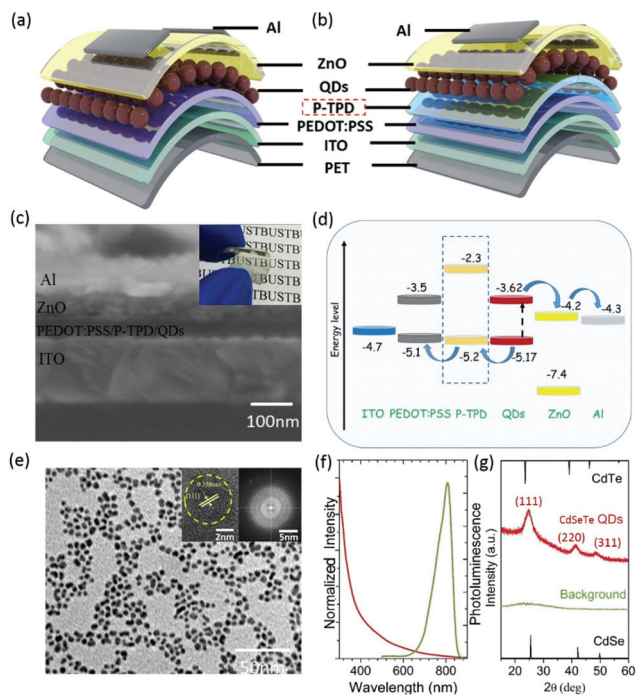 (a)
Al
(b)
Al
ZnO
QDs
P-TPD
PEDOT:PSS
ITO
PET
(c)
USTBUSTBUSTB
Al
ZnO
PEDOT:PSS/P-TPD/QDs
ITO
100nm
(d)
Energy level
-2.3
-3.5
-3.62
-4.2
-4.3
-4.7
-5.1
-5.2
-5.17
-7.4
ITO PEDOT:PSS P-TPD QDs ZnO Al
(e)
(111)
2nm
5nm
50nm
(f)
Normalized Intensity
Photoluminescence
400 600 800
Wavelength (nm)
(g)
Intensity (a.u.)
CdTe
(111)
CdSeTe QDs
(220)
(311)
Background
CdSe
20 30 40 50 60
2θ (deg)